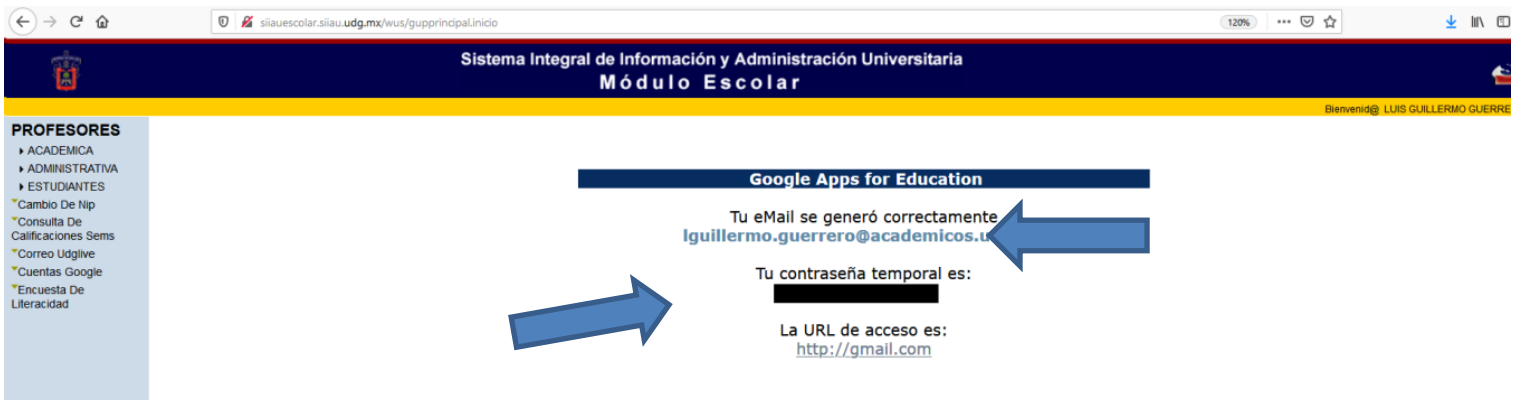 siiauescolar.siiau.udg.mx/wus/gupprincipal.inicio
120%
Sistema Integral de Información y Administración Universitaria
Módulo Escolar
Bienvenid@ LUIS GUILLERMO GUERRE
PROFESORES
ACADEMICA
ADMINISTRATIVA
ESTUDIANTES
Cambio De Nip
Consulta De
Calificaciones Sems
Correo Udglive
Cuentas Google
Encuesta De
Literacidad
Google Apps for Education
Tu eMail se generó correctamente
lguillermo.guerrero@academicos.u
Tu contraseña temporal es:
La URL de acceso es:
http://gmail.com